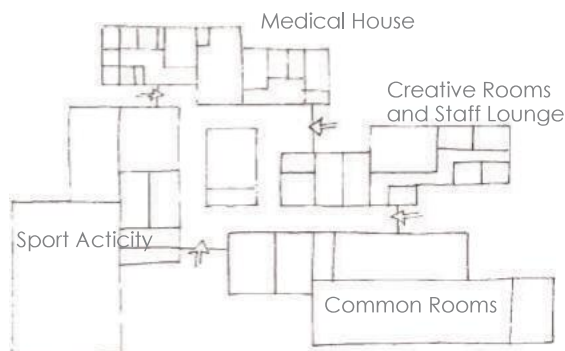 Medical House
Creative Rooms
and Staff Lounge
Sport Acticity
Common Rooms